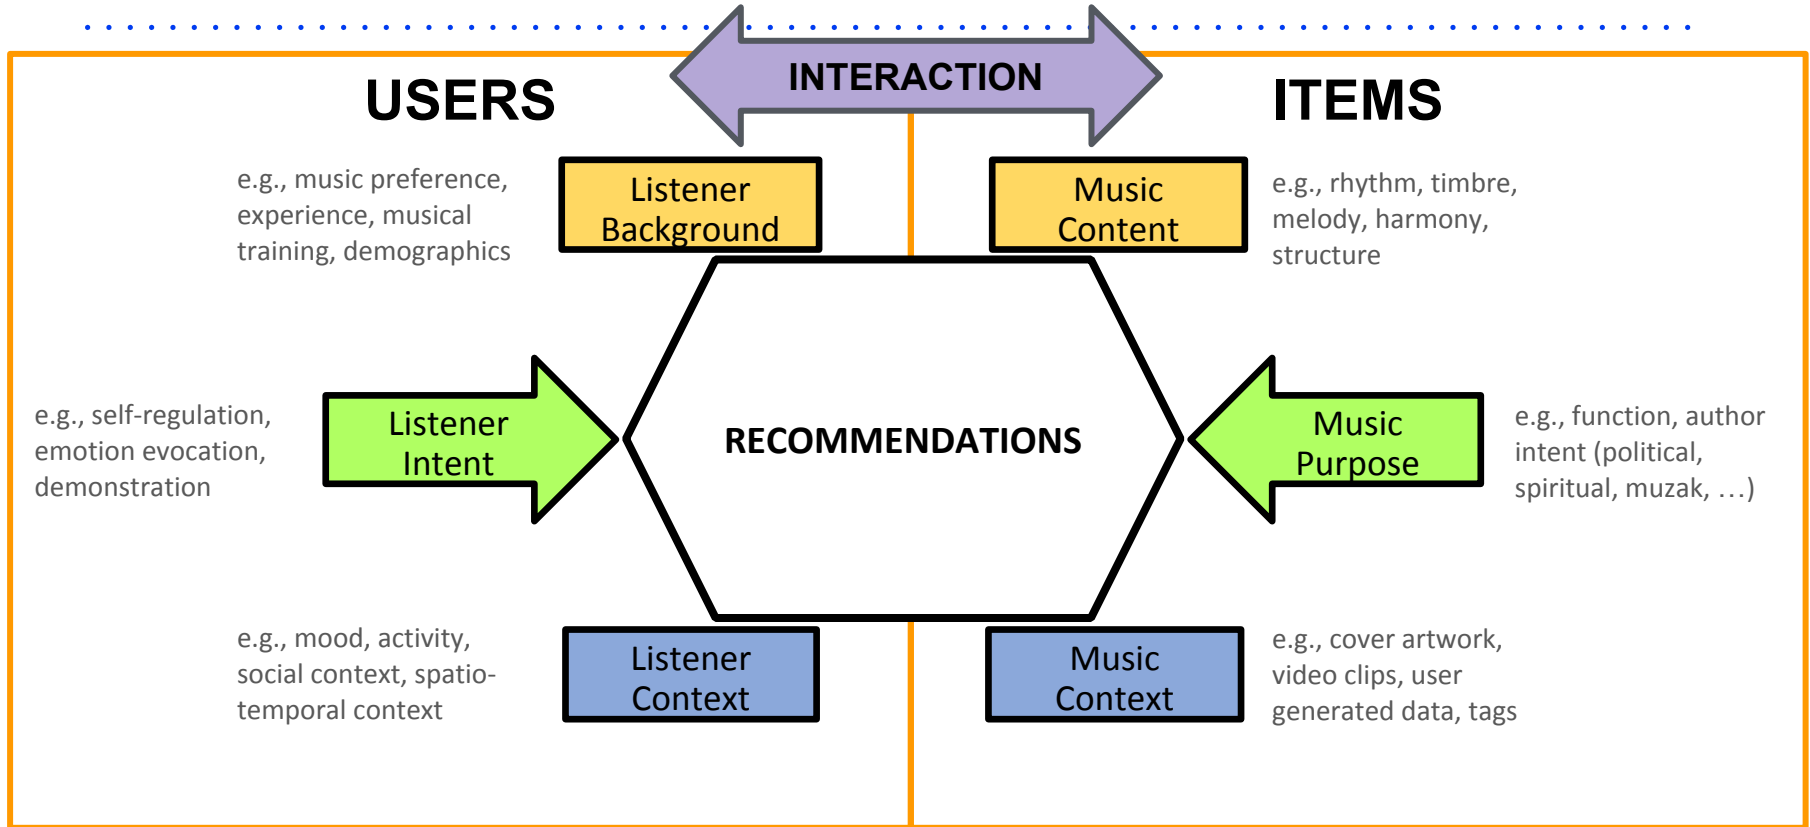 INTERACTION
USERS
ITEMS
e.g., music preference,
experience, musical
training, demographics
Listener
Background
Music
Content
e.g., rhythm, timbre,
melody, harmony,
structure
e.g., self-regulation,
emotion evocation,
demonstration
Listener
Intent
RECOMMENDATIONS
Music
Purpose
e.g., function, author
intent (political,
spiritual, muzak, …)
e.g., mood, activity,
social context, spatio-
temporal context
Listener
Context
Music
Context
e.g., cover artwork,
video clips, user
generated data, tags